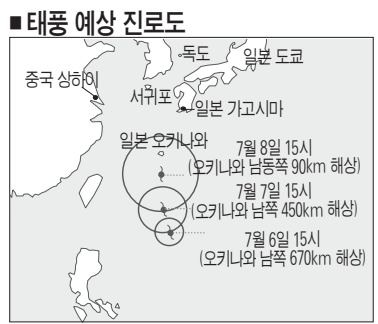 ■ 태풍 예상 진로도
독도
일본 도쿄
중국 상하이
서귀포
일본 가고시마
일본 오키나와
7월 8일 15시
(오키나와 남동쪽 90km 해상)
7월 7일 15시
(오키나와 남쪽 450km 해상)
7월 6일 15시
(오키나와 남쪽 670km 해상)